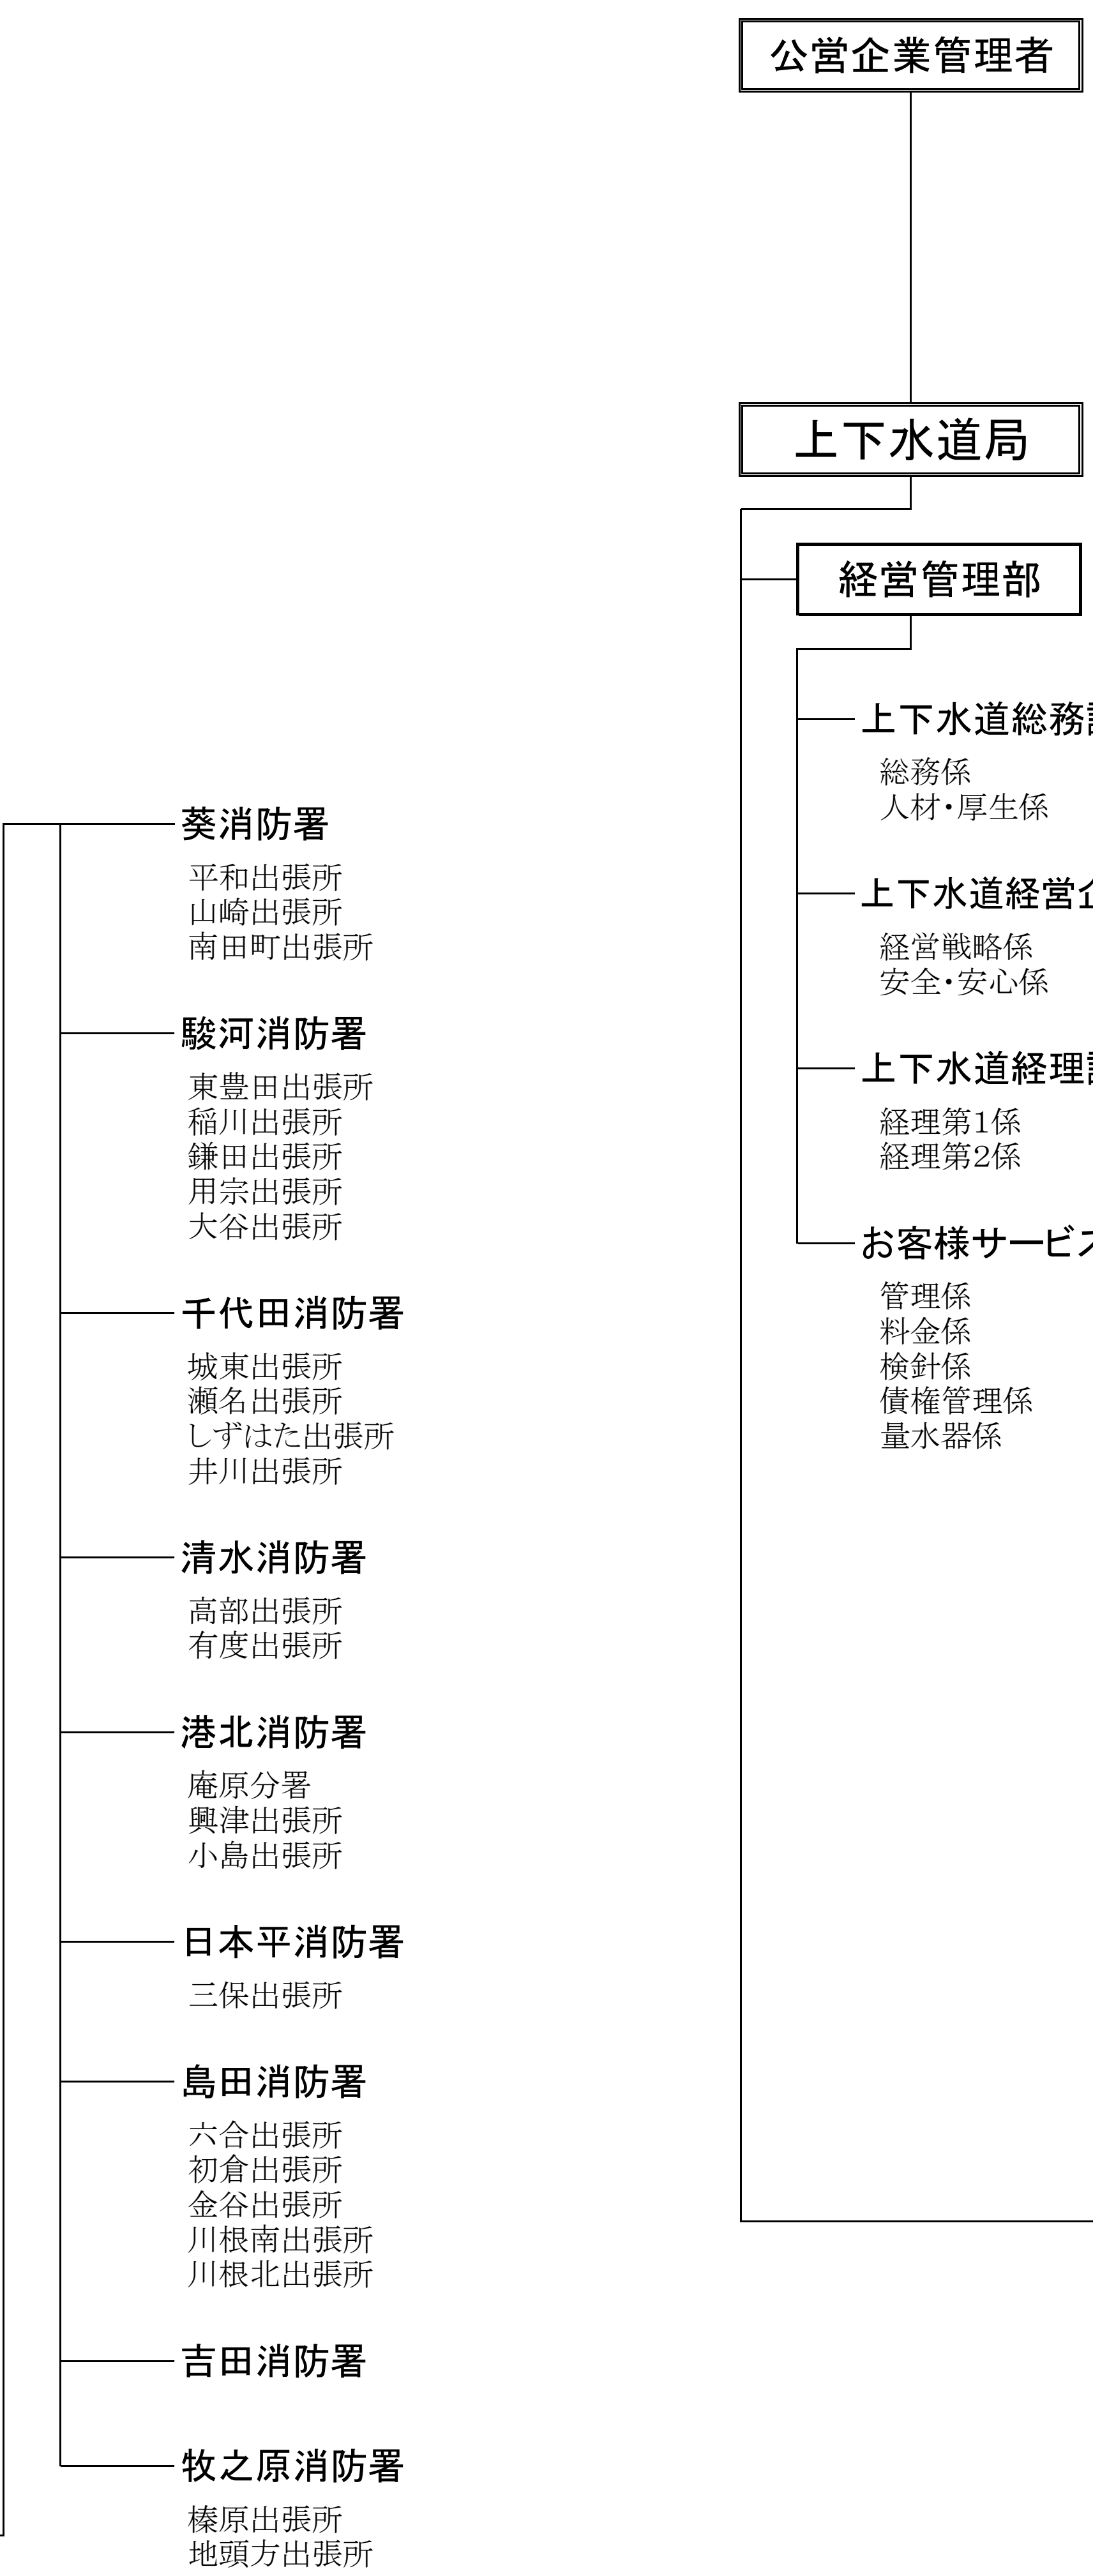 葵消防署
平和出張所
山崎出張所
南田町出張所
駿河消防署
東豊田出張所
稲川出張所
鎌田出張所
用宗出張所
大谷出張所
千代田消防署
城東出張所
瀬名出張所
しずはた出張所
井川出張所
清水消防署
高部出張所
有度出張所
港北消防署
庵原分署
興津出張所
小島出張所
日本平消防署
三保出張所
島田消防署
六合出張所
初倉出張所
金谷出張所
川根南出張所
川根北出張所
吉田消防署
牧之原消防署
榛原出張所
地頭方出張所
公営企業管理者
上下水道局
経営管理部
上下水道総務
総務係
人材・厚生係
上下水道経営企
経営戦略係
安全・安心係
上下水道経理
経理第1係
経理第2係
お客様サービス
管理係
料金係
検針係
債権管理係
量水器係